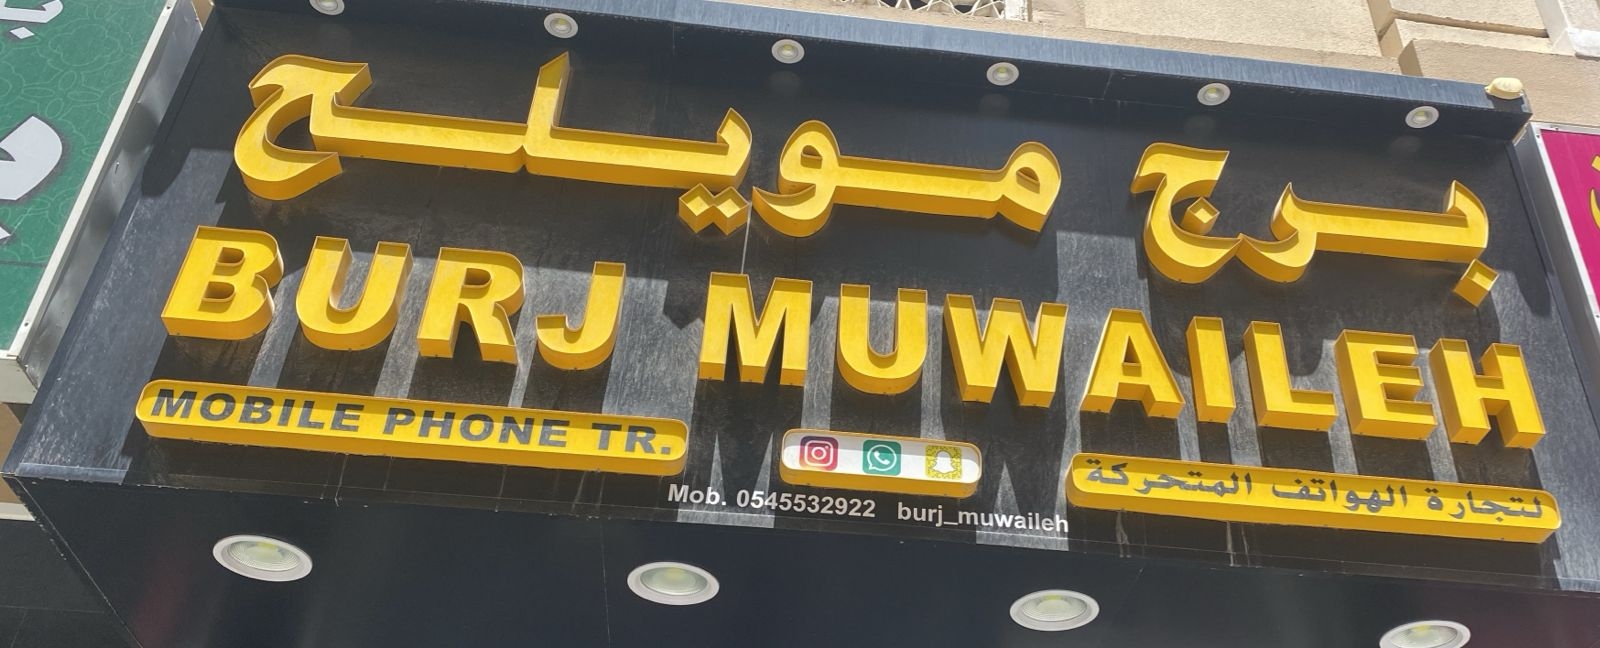 برج مويلح
BURJ MUWAILEH
MOBILE PHONE TR.
لتجارة الهواتف المتحركة
Mob. 0545532922 burj_muwaileh